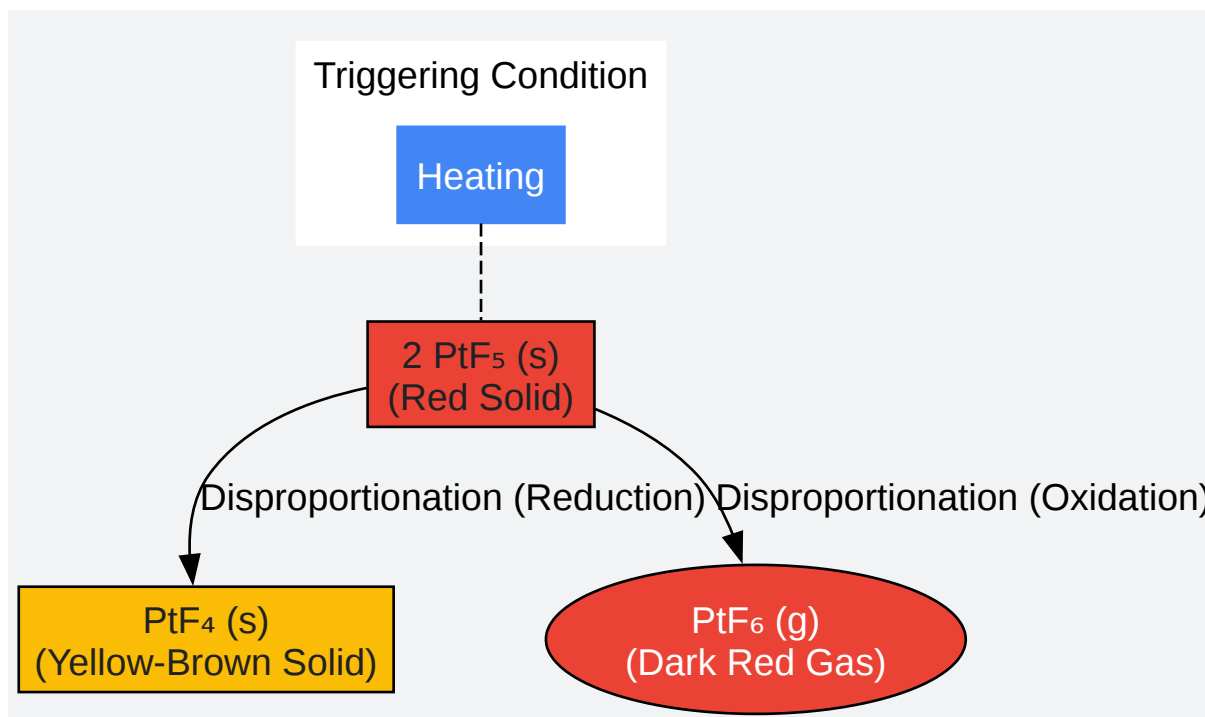 Triggering Condition
Heating
2 PtF₅ (s)
(Red Solid)
Disproportionation (Reduction)
Disproportionation (Oxidation)
PtF₄ (s)
(Yellow-Brown Solid)
PtF₆ (g)
(Dark Red Gas)